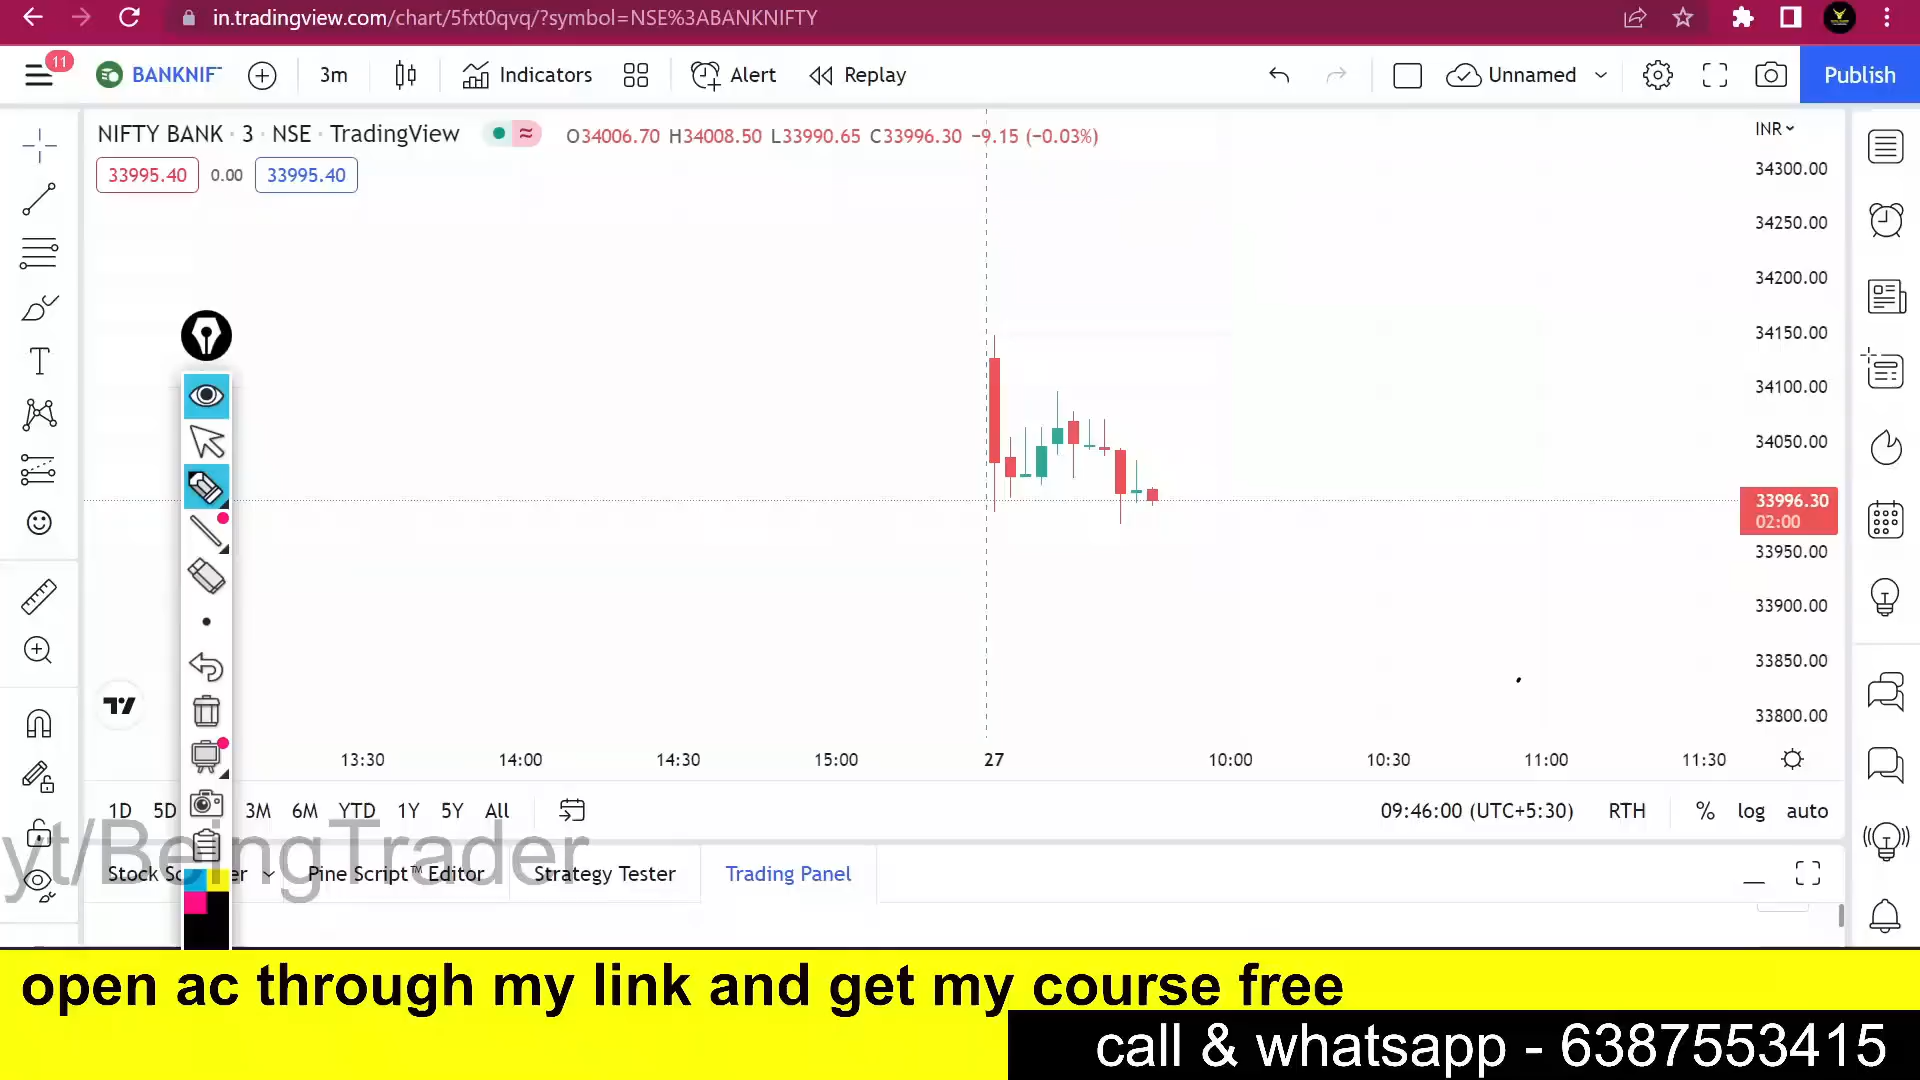 in.tradingview.com/chart/5fxt0qvq/?symbol=NSE%3ABANKNIFTY
11
BANKNIF
3m
Indicators
Alert
Replay
Unnamed
Publish
NIFTY BANK · 3 · NSE · TradingView
O34006.70 H34008.50 L33990.65 C33996.30 −9.15 (−0.03%)
INR
33995.40 0.00 33995.40
34300.00
34250.00
34200.00
34150.00
34100.00
34050.00
33996.30
02:00
33950.00
33900.00
33850.00
33800.00
13:30 14:00 14:30 15:00 27 10:00 10:30 11:00 11:30
1D 5D 3M 6M YTD 1Y 5Y All
09:46:00 (UTC+5:30) RTH % log auto
yt/BeingTrader
Stock Sc er Pine Script™ Editor Strategy Tester Trading Panel
open ac through my link and get my course free
call & whatsapp - 6387553415